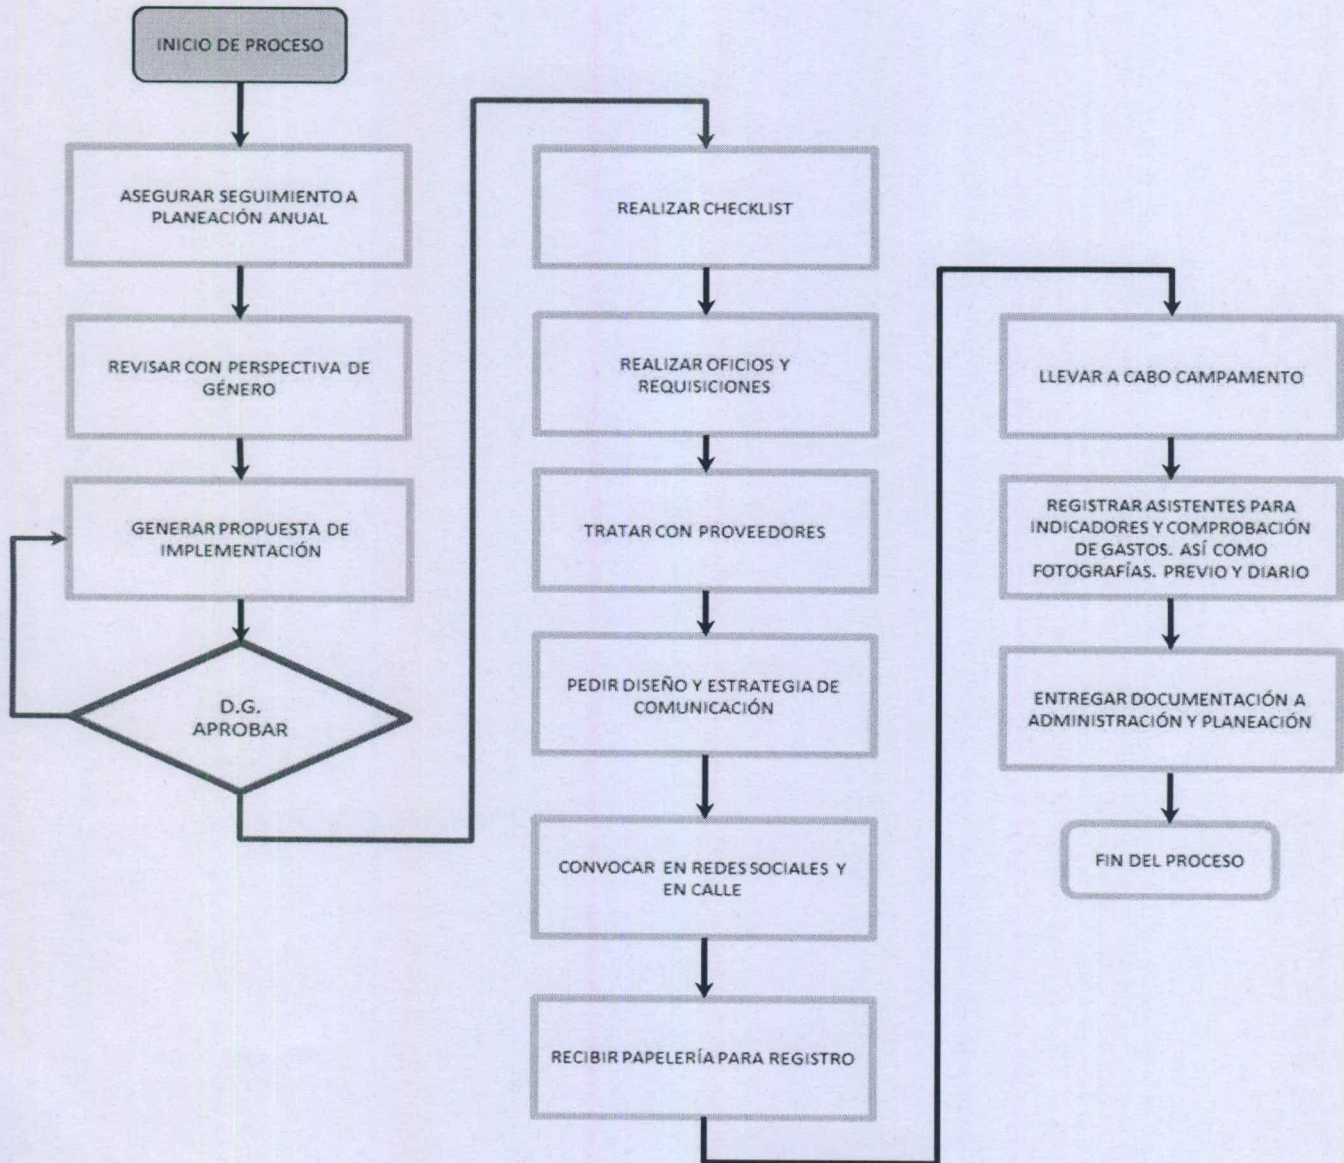 INICIO DE PROCESO
ASEGURAR SEGUIMIENTO A
PLANEACIÓN ANUAL
REVISAR CON PERSPECTIVA DE
GÉNERO
GENERAR PROPUESTA DE
IMPLEMENTACIÓN
D.G.
APROBAR
REALIZAR CHECKLIST
REALIZAR OFICIOS Y
REQUISICIONES
TRATAR CON PROVEEDORES
PEDIR DISEÑO Y ESTRATEGIA DE
COMUNICACIÓN
CONVOCAR EN REDES SOCIALES Y
EN CALLE
RECIBIR PAPELERÍA PARA REGISTRO
LLEVAR A CABO CAMPAMENTO
REGISTRAR ASISTENTES PARA
INDICADORES Y COMPROBACIÓN
DE GASTOS. ASÍ COMO
FOTOGRAFÍAS. PREVIO Y DIARIO
ENTREGAR DOCUMENTACIÓN A
ADMINISTRACIÓN Y PLANEACIÓN
FIN DEL PROCESO